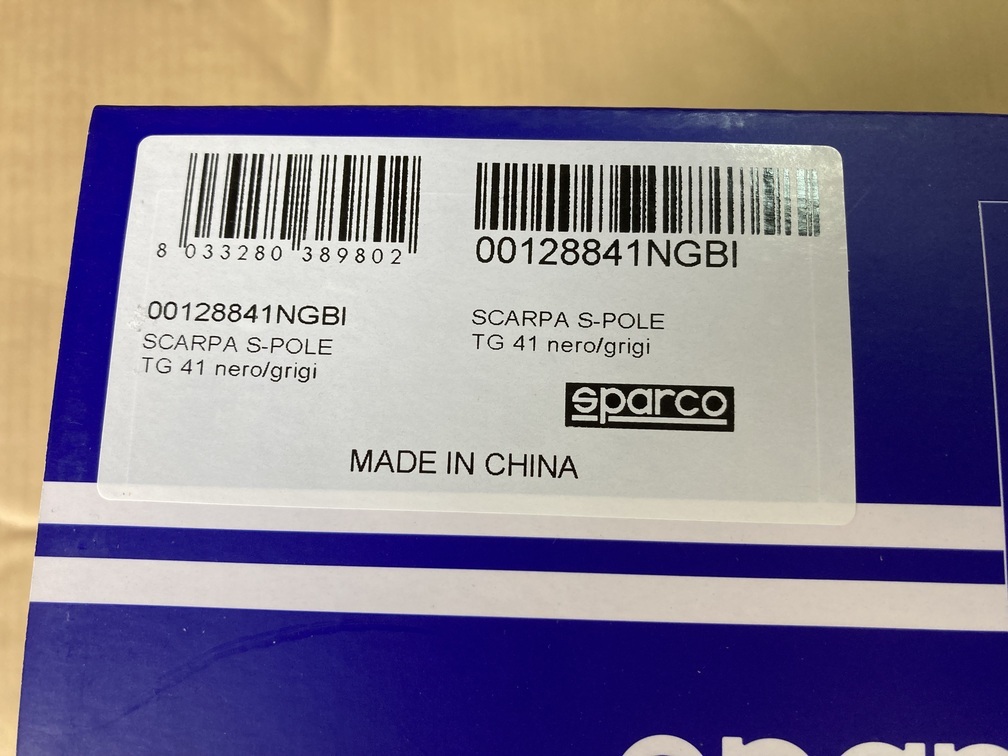 8 033280 389802
00128841NGBI
SCARPA S-POLE
TG 41 nero/grigi
00128841NGBI
SCARPA S-POLE
TG 41 nero/grigi
sparco
MADE IN CHINA